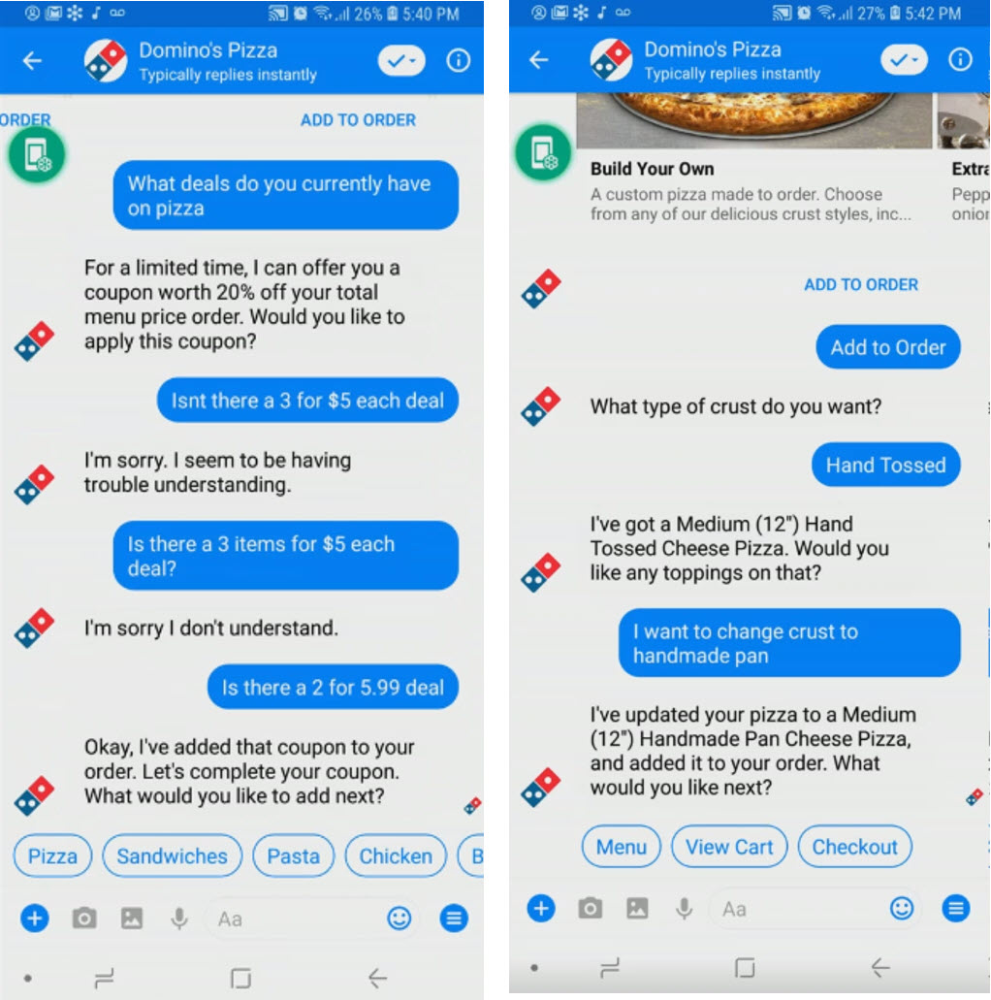 26% 5:40 PM
Domino's Pizza
Typically replies instantly
ORDER
ADD TO ORDER
What deals do you currently have
on pizza
For a limited time, I can offer you a
coupon worth 20% off your total
menu price order. Would you like to
apply this coupon?
Isnt there a 3 for $5 each deal
I'm sorry. I seem to be having
trouble understanding.
Is there a 3 items for $5 each
deal?
I'm sorry I don't understand.
Is there a 2 for 5.99 deal
Okay, I've added that coupon to your
order. Let's complete your coupon.
What would you like to add next?
Pizza Sandwiches Pasta Chicken B
Aa
27% 5:42 PM
Domino's Pizza
Typically replies instantly
Build Your Own
A custom pizza made to order. Choose
from any of our delicious crust styles, inc...
Extra
Pepp
onior
ADD TO ORDER
Add to Order
What type of crust do you want?
Hand Tossed
I've got a Medium (12") Hand
Tossed Cheese Pizza. Would you
like any toppings on that?
I want to change crust to
handmade pan
I've updated your pizza to a Medium
(12") Handmade Pan Cheese Pizza,
and added it to your order. What
would you like next?
Menu View Cart Checkout
Aa